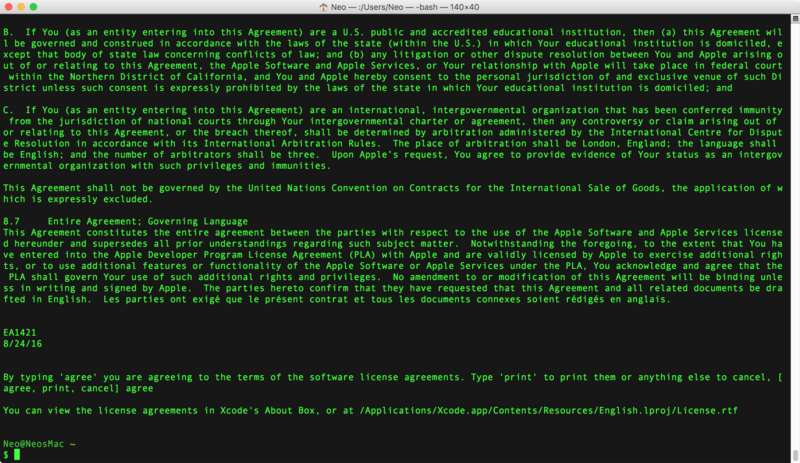 Neo — :/Users/Neo — -bash — 140×40
B.  If You (as an entity entering into this Agreement) are a U.S. public and accredited educational institution, then (a) this Agreement wil
l be governed and construed in accordance with the laws of the state (within the U.S.) in which Your educational institution is domiciled, e
xcept that body of state law concerning conflicts of law; and (b) any litigation or other dispute resolution between You and Apple arising o
ut of or relating to this Agreement, the Apple Software and Apple Services, or Your relationship with Apple will take place in federal court
 within the Northern District of California, and You and Apple hereby consent to the personal jurisdiction of and exclusive venue of such Di
strict unless such consent is expressly prohibited by the laws of the state in which Your educational institution is domiciled; and
C.  If You (as an entity entering into this Agreement) are an international, intergovernmental organization that has been conferred immunity
 from the jurisdiction of national courts through Your intergovernmental charter or agreement, then any controversy or claim arising out of
or relating to this Agreement, or the breach thereof, shall be determined by arbitration administered by the International Centre for Disput
e Resolution in accordance with its International Arbitration Rules.  The place of arbitration shall be London, England; the language shall
be English; and the number of arbitrators shall be three.  Upon Apple's request, You agree to provide evidence of Your status as an intergov
ernmental organization with such privileges and immunities.
This Agreement shall not be governed by the United Nations Convention on Contracts for the International Sale of Goods, the application of w
hich is expressly excluded.
8.7     Entire Agreement; Governing Language
This Agreement constitutes the entire agreement between the parties with respect to the use of the Apple Software and Apple Services license
d hereunder and supersedes all prior understandings regarding such subject matter.  Notwithstanding the foregoing, to the extent that You ha
ve entered into the Apple Developer Program License Agreement (PLA) with Apple and are validly licensed by Apple to exercise additional righ
ts, or to use additional features or functionality of the Apple Software or Apple Services under the PLA, You acknowledge and agree that the
 PLA shall govern Your use of such additional rights and privileges.  No amendment to or modification of this Agreement will be binding unle
ss in writing and signed by Apple.  The parties hereto confirm that they have requested that this Agreement and all related documents be dra
fted in English.  Les parties ont exigé que le présent contrat et tous les documents connexes soient rédigés en anglais.
EA1421
8/24/16
By typing 'agree' you are agreeing to the terms of the software license agreements. Type 'print' to print them or anything else to cancel, [
agree, print, cancel] agree
You can view the license agreements in Xcode's About Box, or at /Applications/Xcode.app/Contents/Resources/English.lproj/License.rtf
Neo@NeosMac ~
$